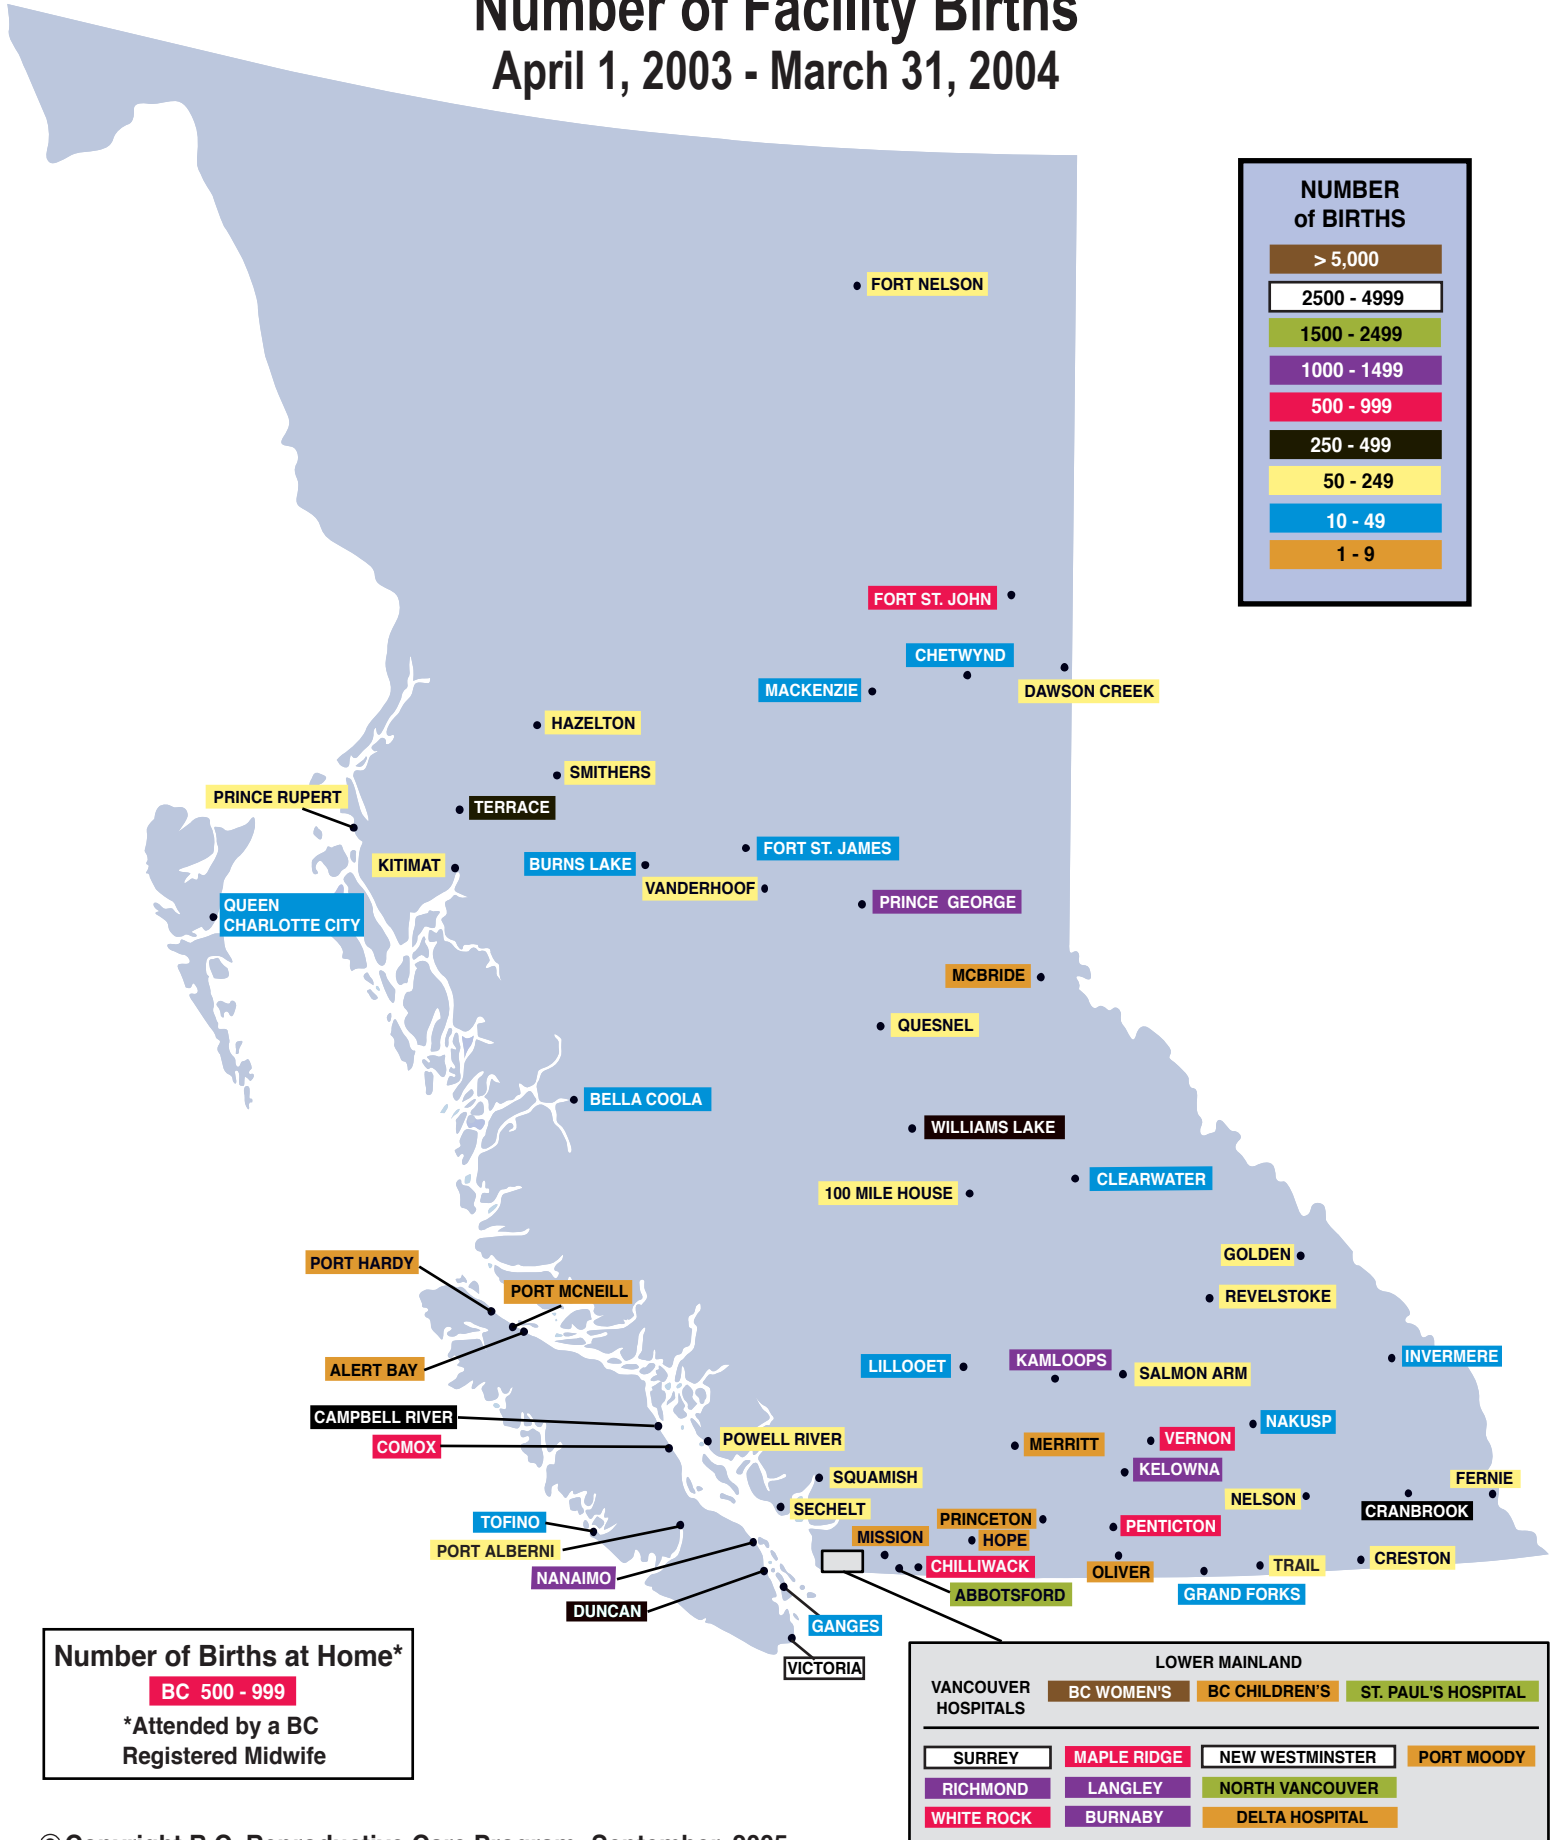 Number of Facility Births
April 1, 2003 - March 31, 2004
NUMBER
of BIRTHS
> 5,000
2500 - 4999
1500 - 2499
1000 - 1499
500 - 999
250 - 499
50 - 249
10 - 49
1 - 9
FORT NELSON
FORT ST. JOHN
CHETWYND
MACKENZIE
DAWSON CREEK
HAZELTON
SMITHERS
PRINCE RUPERT
TERRACE
KITIMAT
BURNS LAKE
FORT ST. JAMES
VANDERHOOF
PRINCE GEORGE
QUEEN
CHARLOTTE CITY
MCBRIDE
QUESNEL
BELLA COOLA
WILLIAMS LAKE
CLEARWATER
100 MILE HOUSE
GOLDEN
PORT HARDY
PORT MCNEILL
REVELSTOKE
ALERT BAY
LILLOOET
KAMLOOPS
SALMON ARM
INVERMERE
CAMPBELL RIVER
COMOX
POWELL RIVER
MERRITT
VERNON
NAKUSP
KELOWNA
SQUAMISH
FERNIE
NELSON
CRANBROOK
SECHELT
TOFINO
PRINCETON
PENTICTON
MISSION
HOPE
PORT ALBERNI
CHILLIWACK
OLIVER
TRAIL
CRESTON
NANAIMO
ABBOTSFORD
GRAND FORKS
DUNCAN
GANGES
VICTORIA
Number of Births at Home*
BC 500 - 999
*Attended by a BC
Registered Midwife
LOWER MAINLAND
VANCOUVER
HOSPITALS
BC WOMEN'S
BC CHILDREN’S
ST. PAUL'S HOSPITAL
SURREY
MAPLE RIDGE
NEW WESTMINSTER
PORT MOODY
RICHMOND
LANGLEY
NORTH VANCOUVER
WHITE ROCK
BURNABY
DELTA HOSPITAL
© Copyright B.C. Reproductive Care Program, September, 2005